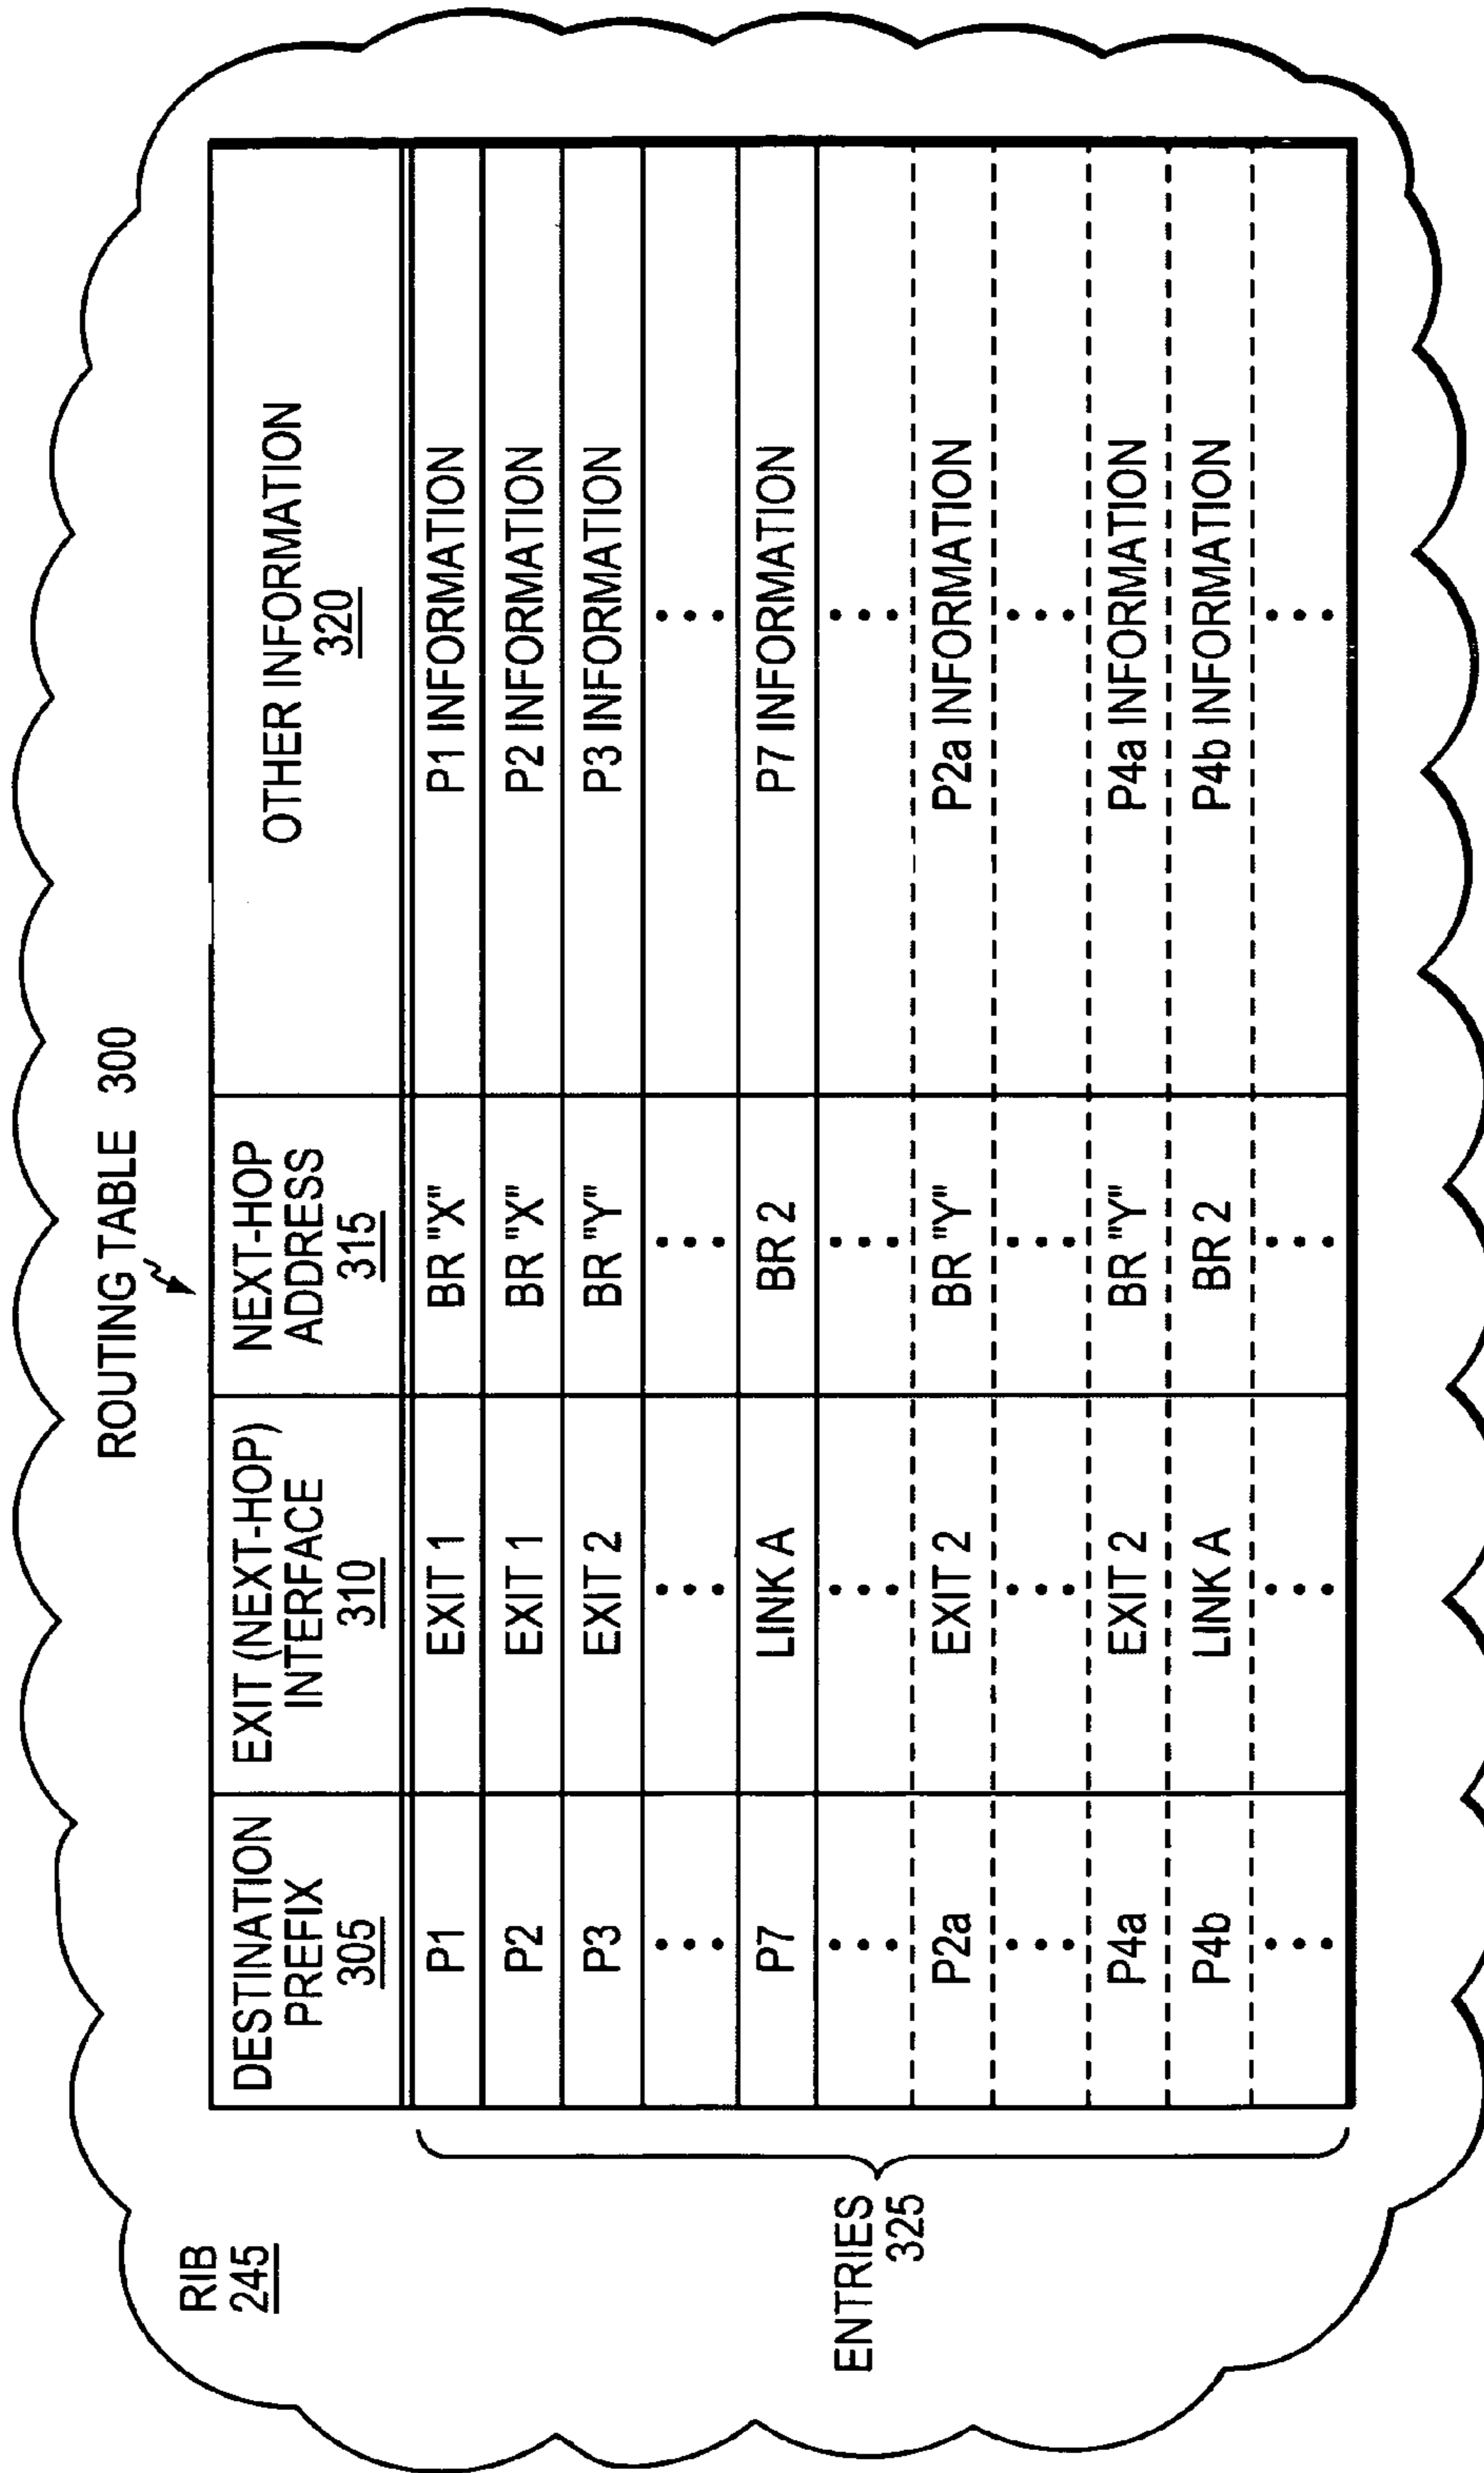 ROUTING TABLE 300
RIB
245
DESTINATION
PREFIX
305
EXIT (NEXT-HOP)
INTERFACE
310
NEXT-HOP
ADDRESS
315
OTHER INFORMATION
320
P1 EXIT 1 BR "X" P1 INFORMATION
P2 EXIT 1 BR "X" P2 INFORMATION
P3 EXIT 2 BR "Y" P3 INFORMATION
••• ••• ••• •••
P7 LINK A BR 2 P7 INFORMATION
••• ••• ••• •••
P2a EXIT 2 BR "Y" P2a INFORMATION
••• ••• ••• •••
P4a EXIT 2 BR "Y" P4a INFORMATION
P4b LINK A BR 2 P4b INFORMATION
••• ••• ••• •••
ENTRIES
325